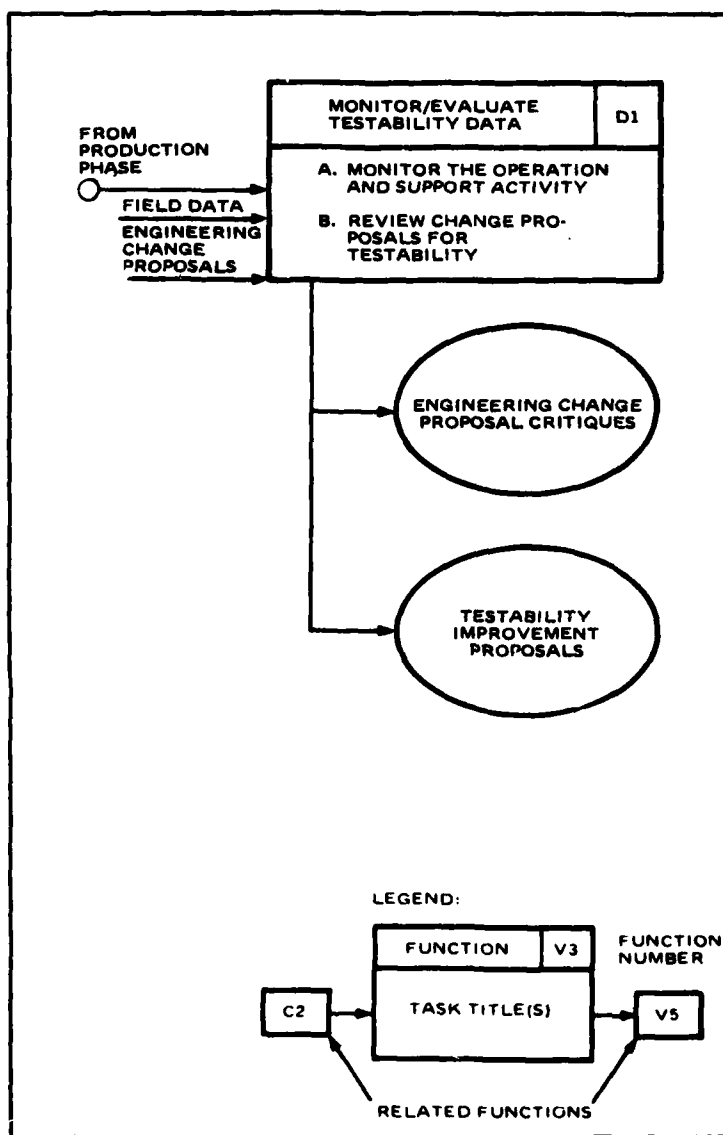 MONITOR/EVALUATE
TESTABILITY DATA
D1
FROM
PRODUCTION
PHASE
A. MONITOR THE OPERATION
AND SUPPORT ACTIVITY
FIELD DATA
B. REVIEW CHANGE PRO-
POSALS FOR
TESTABILITY
ENGINEERING
CHANGE
PROPOSALS
ENGINEERING CHANGE
PROPOSAL CRITIQUES
TESTABILITY
IMPROVEMENT
PROPOSALS
LEGEND:
FUNCTION
V3
FUNCTION
NUMBER
C2
TASK TITLE(S)
V5
RELATED FUNCTIONS